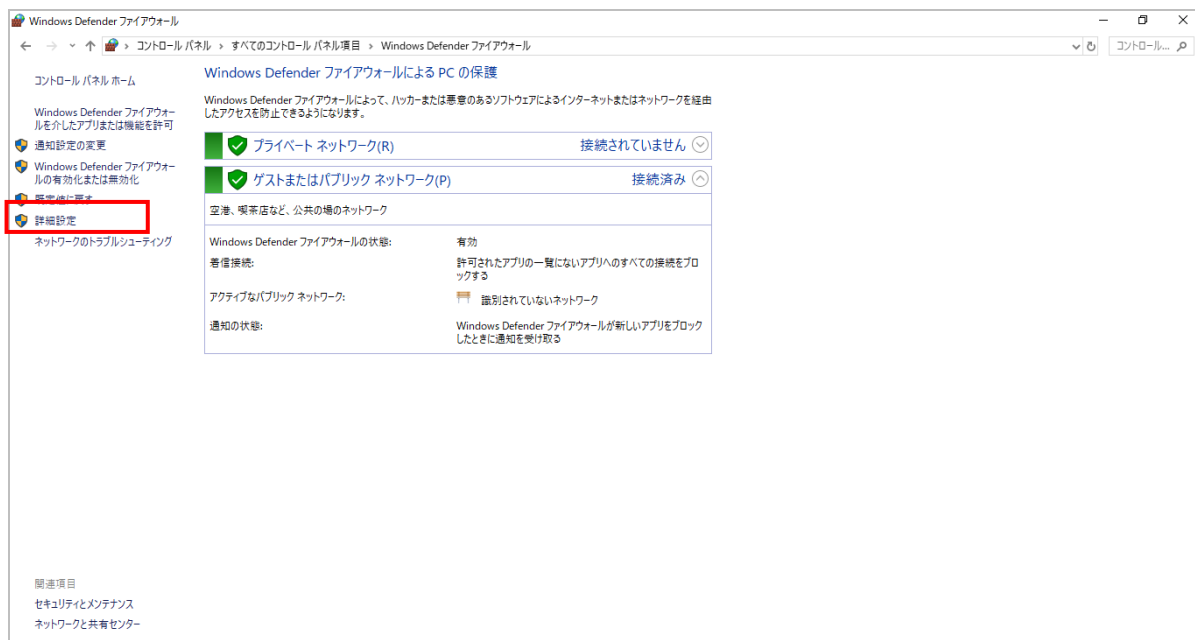 Windows Defender ファイアウォール
コントロール パネル › すべてのコントロール パネル項目 › Windows Defender ファイアウォール
コントロール...
コントロール パネル ホーム
Windows Defender ファイアウォー
ルを介したアプリまたは機能を許可
通知設定の変更
Windows Defender ファイアウォー
ルの有効化または無効化
既定値に戻す
詳細設定
ネットワークのトラブルシューティング
Windows Defender ファイアウォールによる PC の保護
Windows Defender ファイアウォールによって、ハッカーまたは悪意のあるソフトウェアによるインターネットまたはネットワークを経由
したアクセスを防止できるようになります。
プライベート ネットワーク(R) 接続されていません
ゲストまたはパブリック ネットワーク(P) 接続済み
空港、喫茶店など、公共の場のネットワーク
Windows Defender ファイアウォールの状態: 有効
着信接続: 許可されたアプリの一覧にないアプリへのすべての接続をブロ
ックする
アクティブなパブリック ネットワーク: 識別されていないネットワーク
通知の状態: Windows Defender ファイアウォールが新しいアプリをブロック
したときに通知を受け取る
関連項目
セキュリティとメンテナンス
ネットワークと共有センター